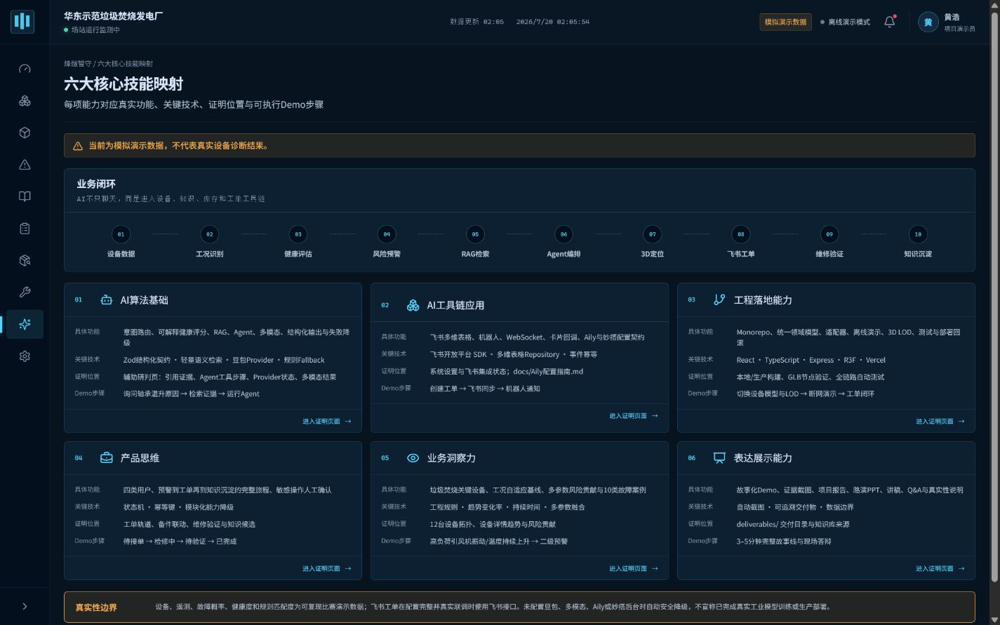 华东示范垃圾焚烧发电厂
场站运行监测中
数据更新 02:05 2026/7/20 02:05:54
模拟演示数据
离线演示模式
黄
黄浩
项目演示员
烽燧智守 / 六大核心技能映射
六大核心技能映射
每项能力对应真实功能、关键技术、证明位置与可执行Demo步骤
当前为模拟演示数据，不代表真实设备诊断结果。
业务闭环
AI不只聊天，而是进入设备、知识、库存和工单工具链
01 02 03 04 05 06 07 08 09 10
设备数据 工况识别 健康评估 风险预警 RAG检索 Agent编排 3D定位 飞书工单 维修验证 知识沉淀
01 AI算法基础
具体功能 意图路由、可解释健康评分、RAG、Agent、多模态、结构化输出与失败降
级
关键技术 Zod结构化契约 • 轻量语义检索 • 豆包Provider • 规则Fallback
证明位置 辅助研判页：引用证据、Agent工具步骤、Provider状态、多模态结果
Demo步骤 询问轴承温升原因 → 检索证据 → 运行Agent
进入证明页面 →
02 AI工具链应用
具体功能 飞书多维表格、机器人、WebSocket、卡片回调、Aily与妙搭配置契约
关键技术 飞书开放平台 SDK • 多维表格Repository • 事件幂等
证明位置 系统设置与飞书集成状态；docs/Aily配置指南.md
Demo步骤 创建工单 → 飞书同步 → 机器人通知
进入证明页面 →
03 工程落地能力
具体功能 Monorepo、统一领域模型、适配器、离线演示、3D LOD、测试与部署回
滚
关键技术 React • TypeScript • Express • R3F • Vercel
证明位置 本地/生产构建、GLB节点验证、全链路自动测试
Demo步骤 切换设备模型与LOD → 断网演示 → 工单闭环
进入证明页面 →
04 产品思维
具体功能 四类用户、预警到工单再到知识沉淀的完整旅程、敏感操作人工确认
关键技术 状态机 • 幂等键 • 模块化能力降级
证明位置 工单轨道、备件联动、维修验证与知识候选
Demo步骤 待接单 → 检修中 → 待验证 → 已完成
进入证明页面 →
05 业务洞察力
具体功能 垃圾焚烧关键设备、工况自适应基线、多参数风险贡献与10类故障案例
关键技术 工程规则 • 趋势变化率 • 持续时间 • 多参数融合
证明位置 12台设备拓扑、设备详情趋势与风险贡献
Demo步骤 高负荷引风机振动/温度持续上升 → 二级预警
进入证明页面 →
06 表达展示能力
具体功能 故事化Demo、证据截图、项目报告、路演PPT、讲稿、Q&A与真实性说明
关键技术 自动截图 • 可追溯交付物 • 数据边界
证明位置 deliverables/ 交付目录与知识库来源
Demo步骤 3–5分钟完整故事线与现场答辩
进入证明页面 →
真实性边界 设备、遥测、故障概率、健康度和规则匹配度为可复现比赛演示数据；飞书工单在配置完整并真实联调时使用飞书接口。未配置豆包、多模态、Aily或妙搭后台时自动安全降级，不宣称已完成真实工业模型训练或生产部署。